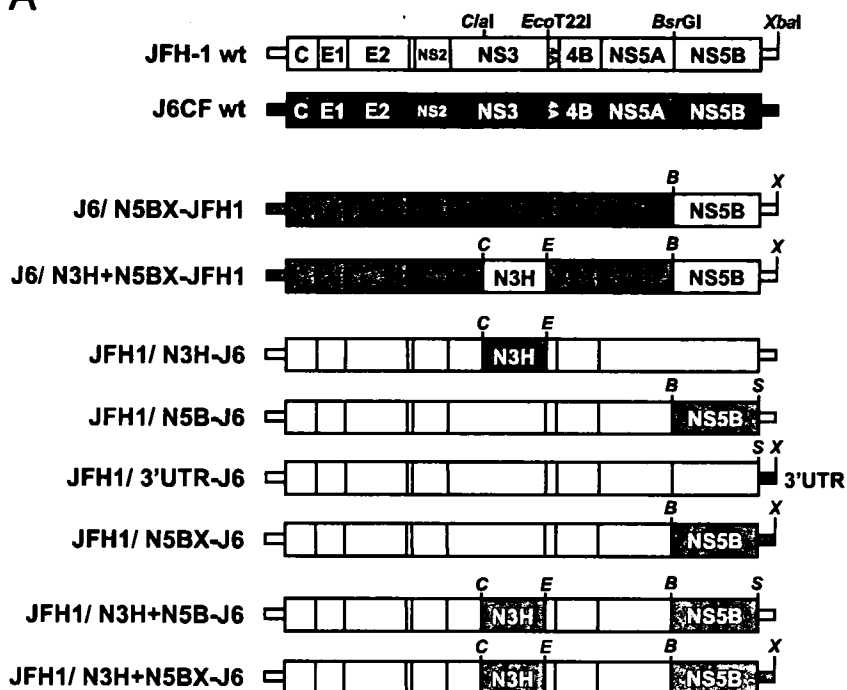 A
ClaI EcoT22I BsrGI XbaI
JFH-1 wt C E1 E2 NS2 NS3 4B NS5A NS5B
J6CF wt C E1 E2 NS2 NS3 4B NS5A NS5B
B X
J6/ N5BX-JFH1 NS5B
C E B X
J6/ N3H+N5BX-JFH1 N3H NS5B
C E
JFH1/ N3H-J6 N3H
B S
JFH1/ N5B-J6 NS5B
S X
JFH1/ 3'UTR-J6 3'UTR
B X
JFH1/ N5BX-J6 NS5B
C E B S
JFH1/ N3H+N5B-J6 N3H NS5B
C E B X
JFH1/ N3H+N5BX-J6 N3H NS5B